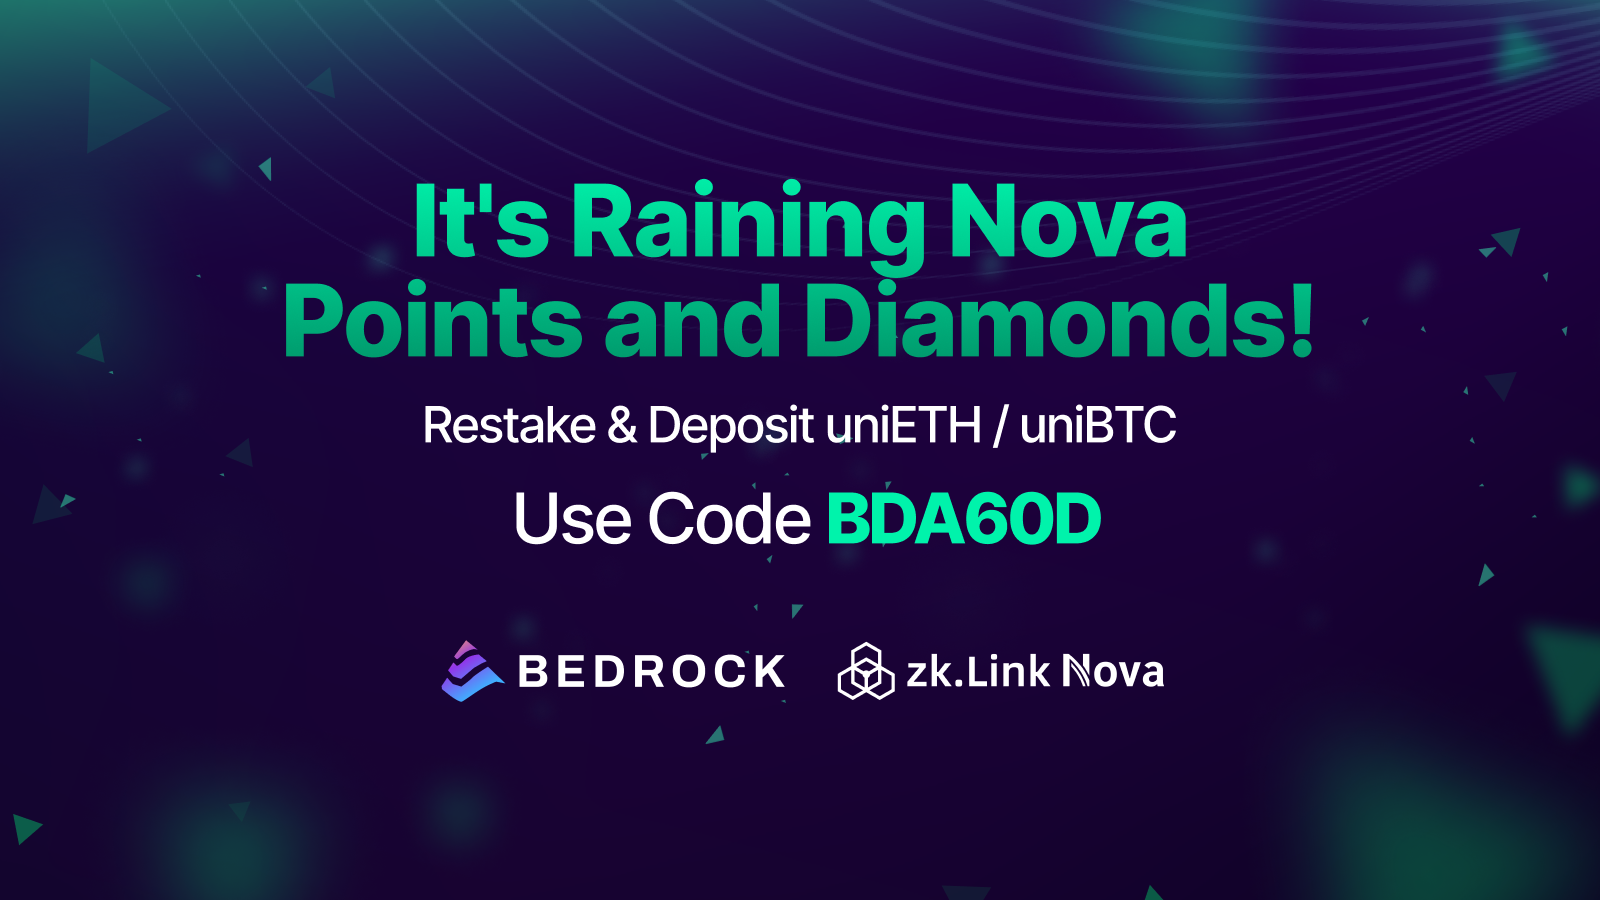 It's Raining Nova
Points and Diamonds!
Restake & Deposit uniETH / uniBTC
Use Code BDA60D
BEDROCK zk.Link Nova